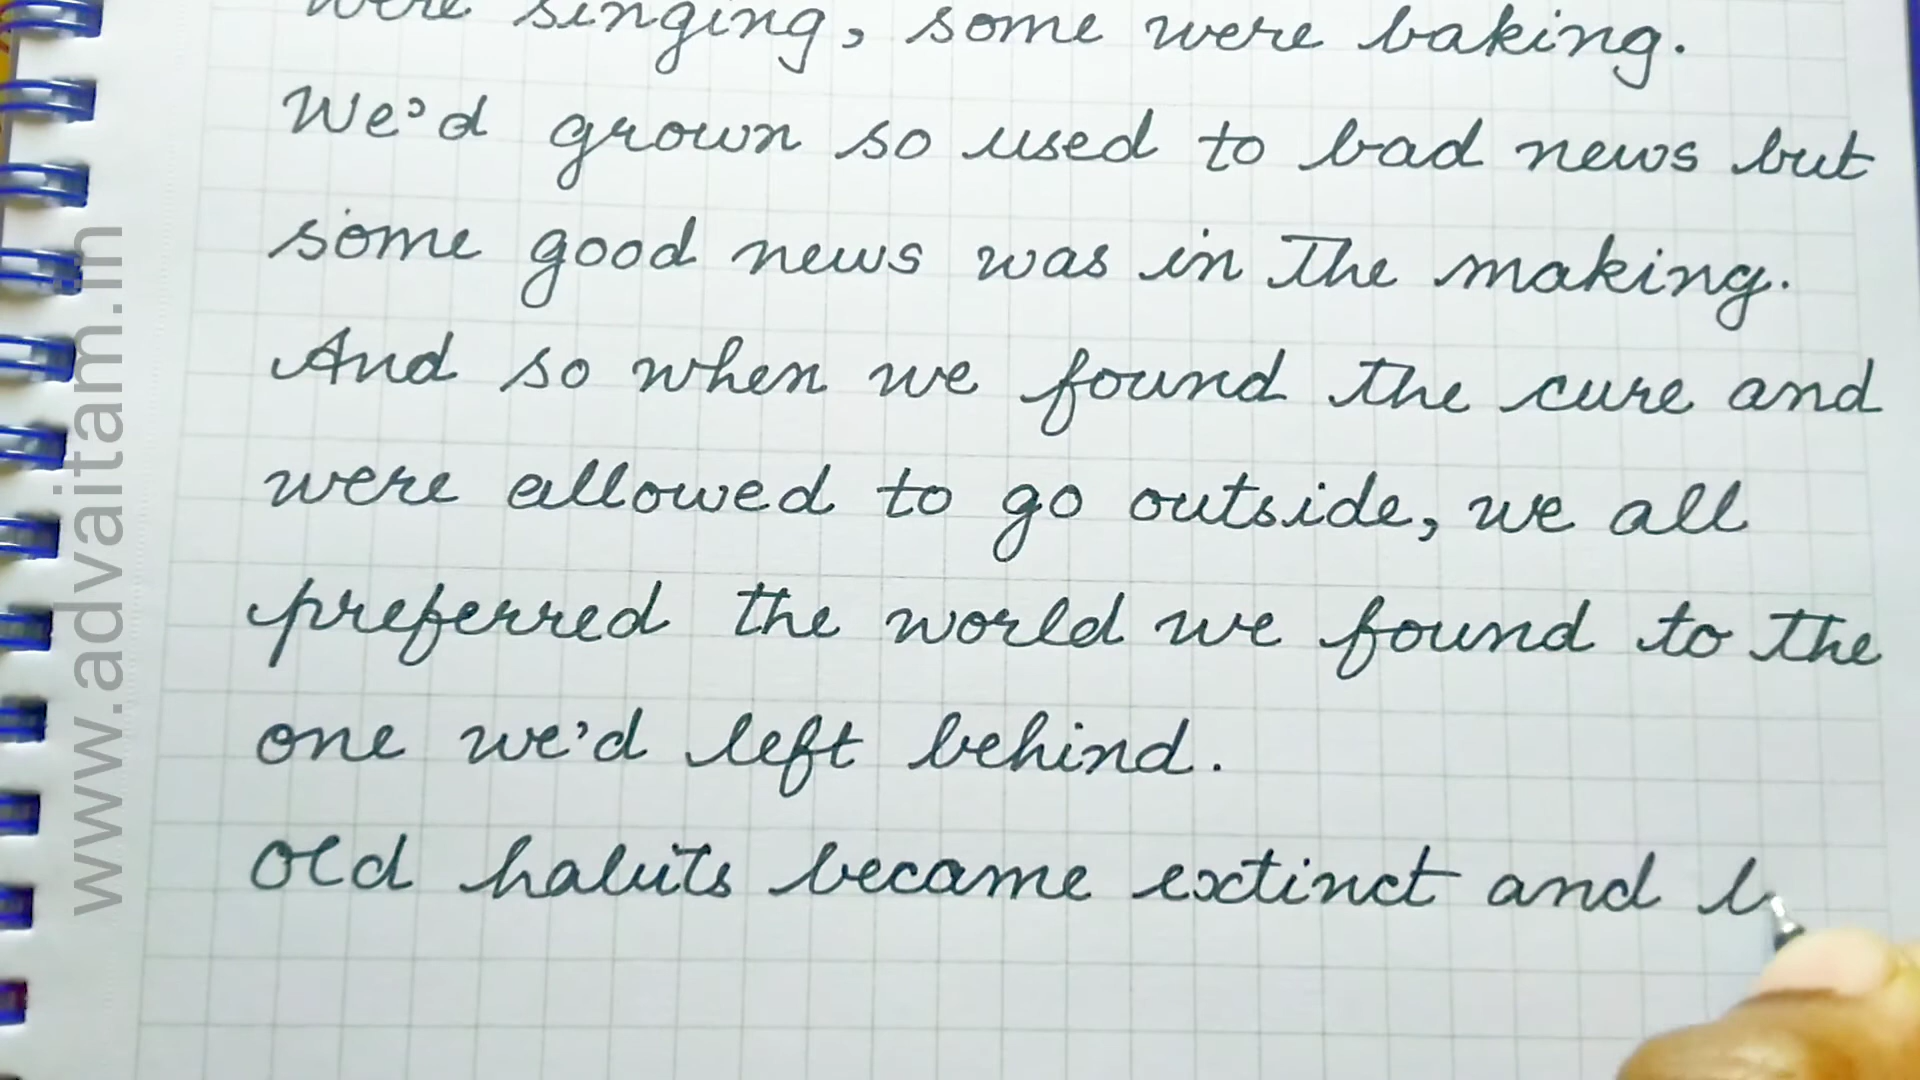 were singing, some were baking.
We'd grown so used to bad news but
some good news was in the making.
And so when we found the cure and
were allowed to go outside, we all
preferred the world we found to the
one we'd left behind.
Old habits became extinct and
www.advaitam.in